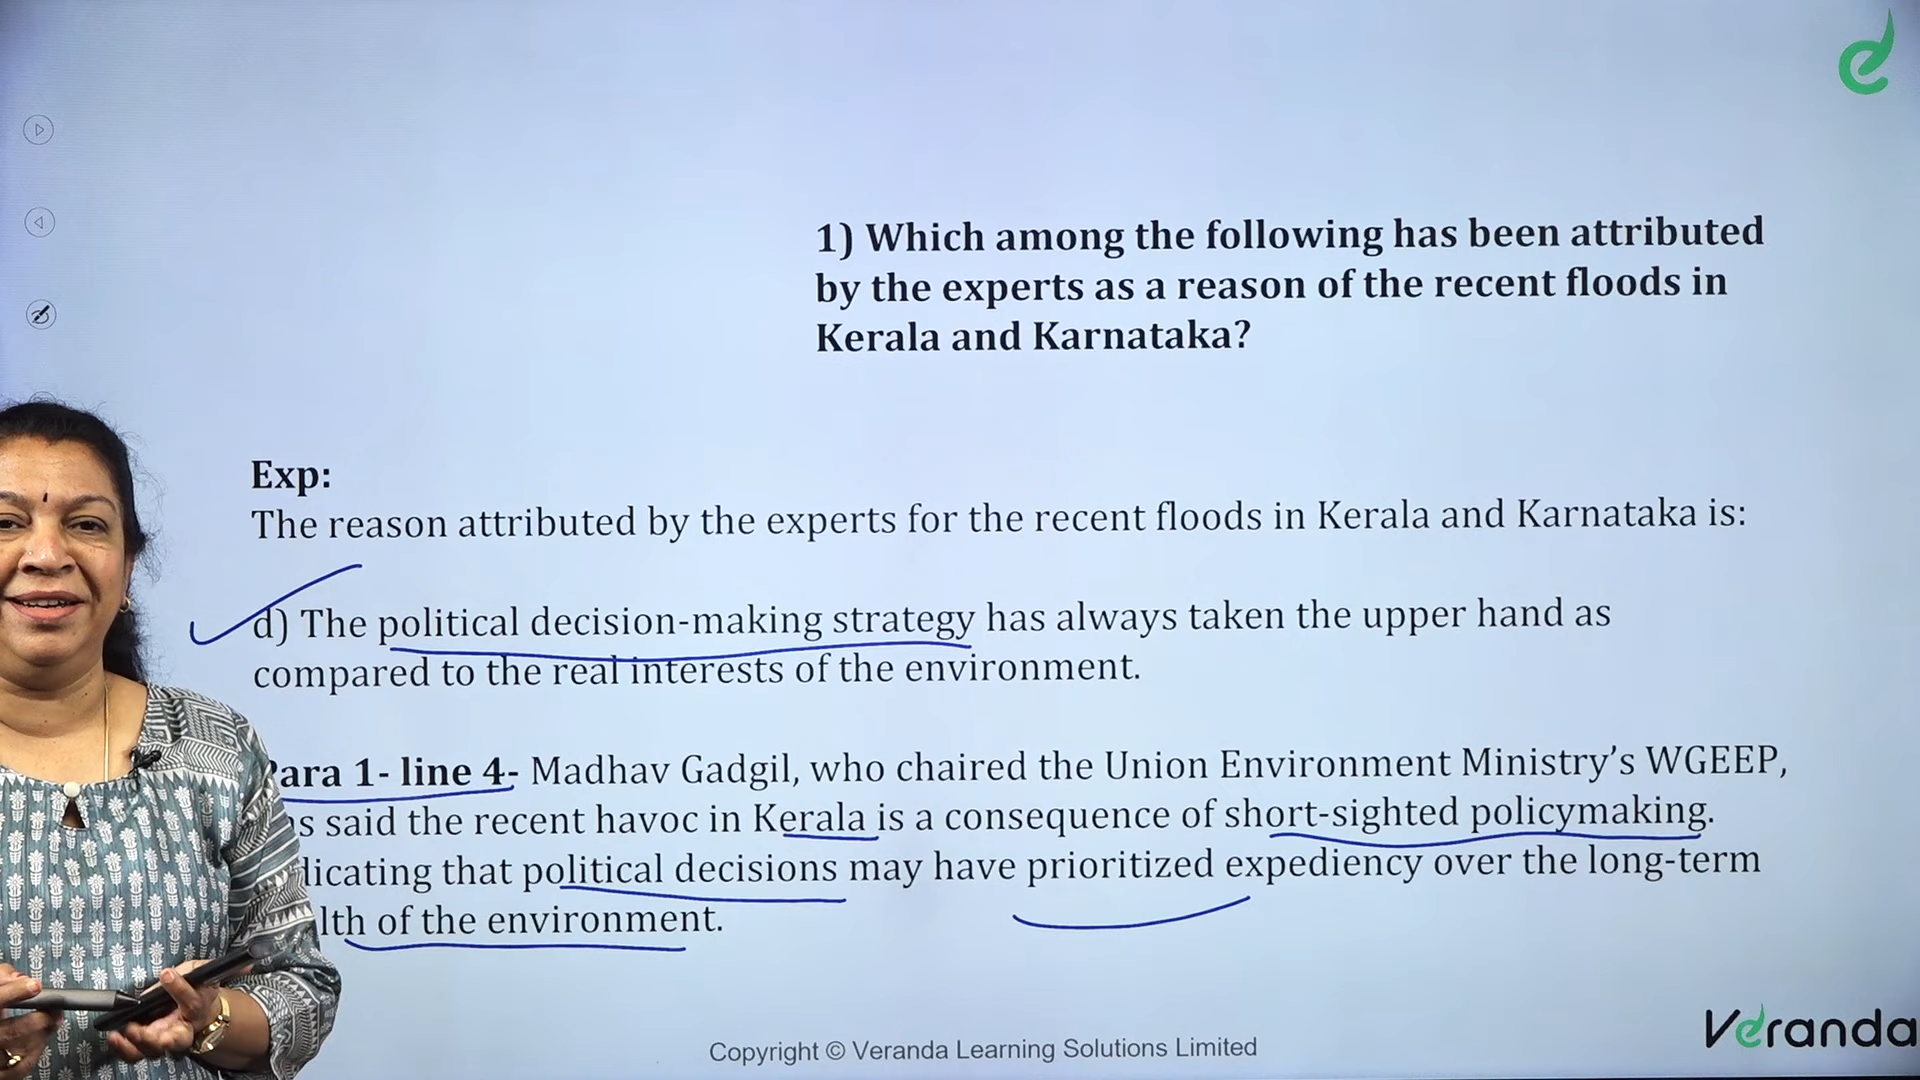 1) Which among the following has been attributed
by the experts as a reason of the recent floods in
Kerala and Karnataka?
Exp:
The reason attributed by the experts for the recent floods in Kerala and Karnataka is:
d) The political decision-making strategy has always taken the upper hand as
compared to the real interests of the environment.
Para 1- line 4- Madhav Gadgil, who chaired the Union Environment Ministry’s WGEEP,
said the recent havoc in Kerala is a consequence of short-sighted policymaking.
that political decisions may have prioritized expediency over the long-term
of the environment.
Veranda
Copyright © Veranda Learning Solutions Limited